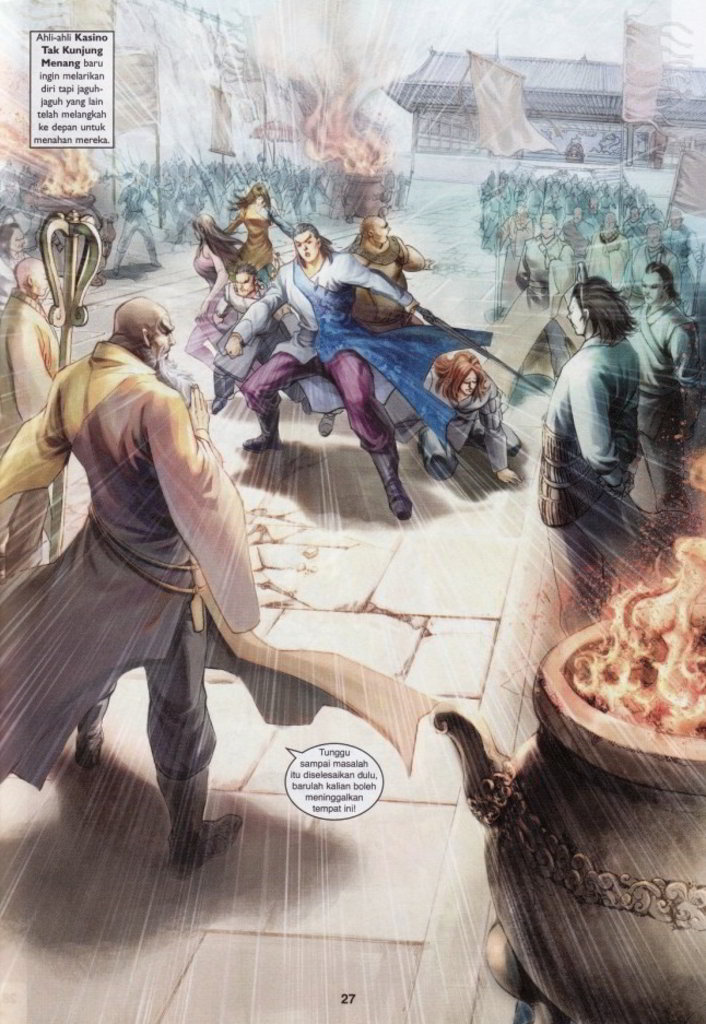 Ahli-ahli Kasino
Tak Kunjung
Menang baru
ingin melarikan
diri tapi jaguh-
jaguh yang lain
telah melangkah
ke depan untuk
menahan mereka.
Tunggu
sampai masalah
itu diselesaikan dulu,
barulah kalian boleh
meninggalkan
tempat ini!
27